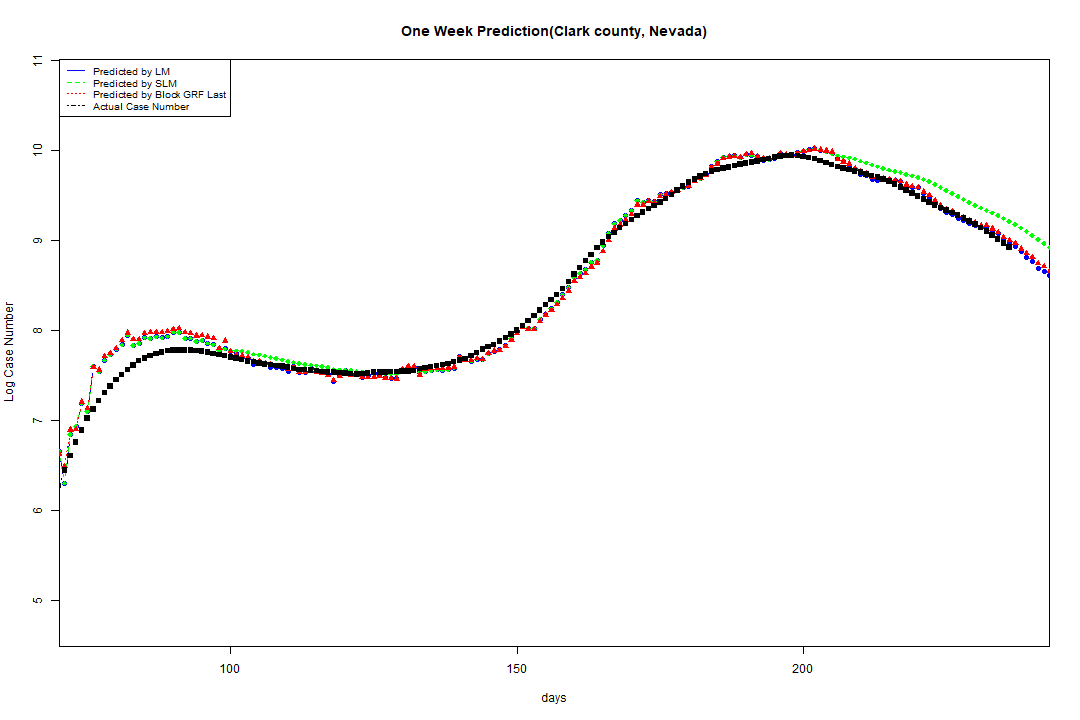 One Week Prediction(Clark county, Nevada)
Predicted by LM
Predicted by SLM
Predicted by Block GRF Last
Actual Case Number
11
10
9
8
7
6
5
Log Case Number
100 150 200
days